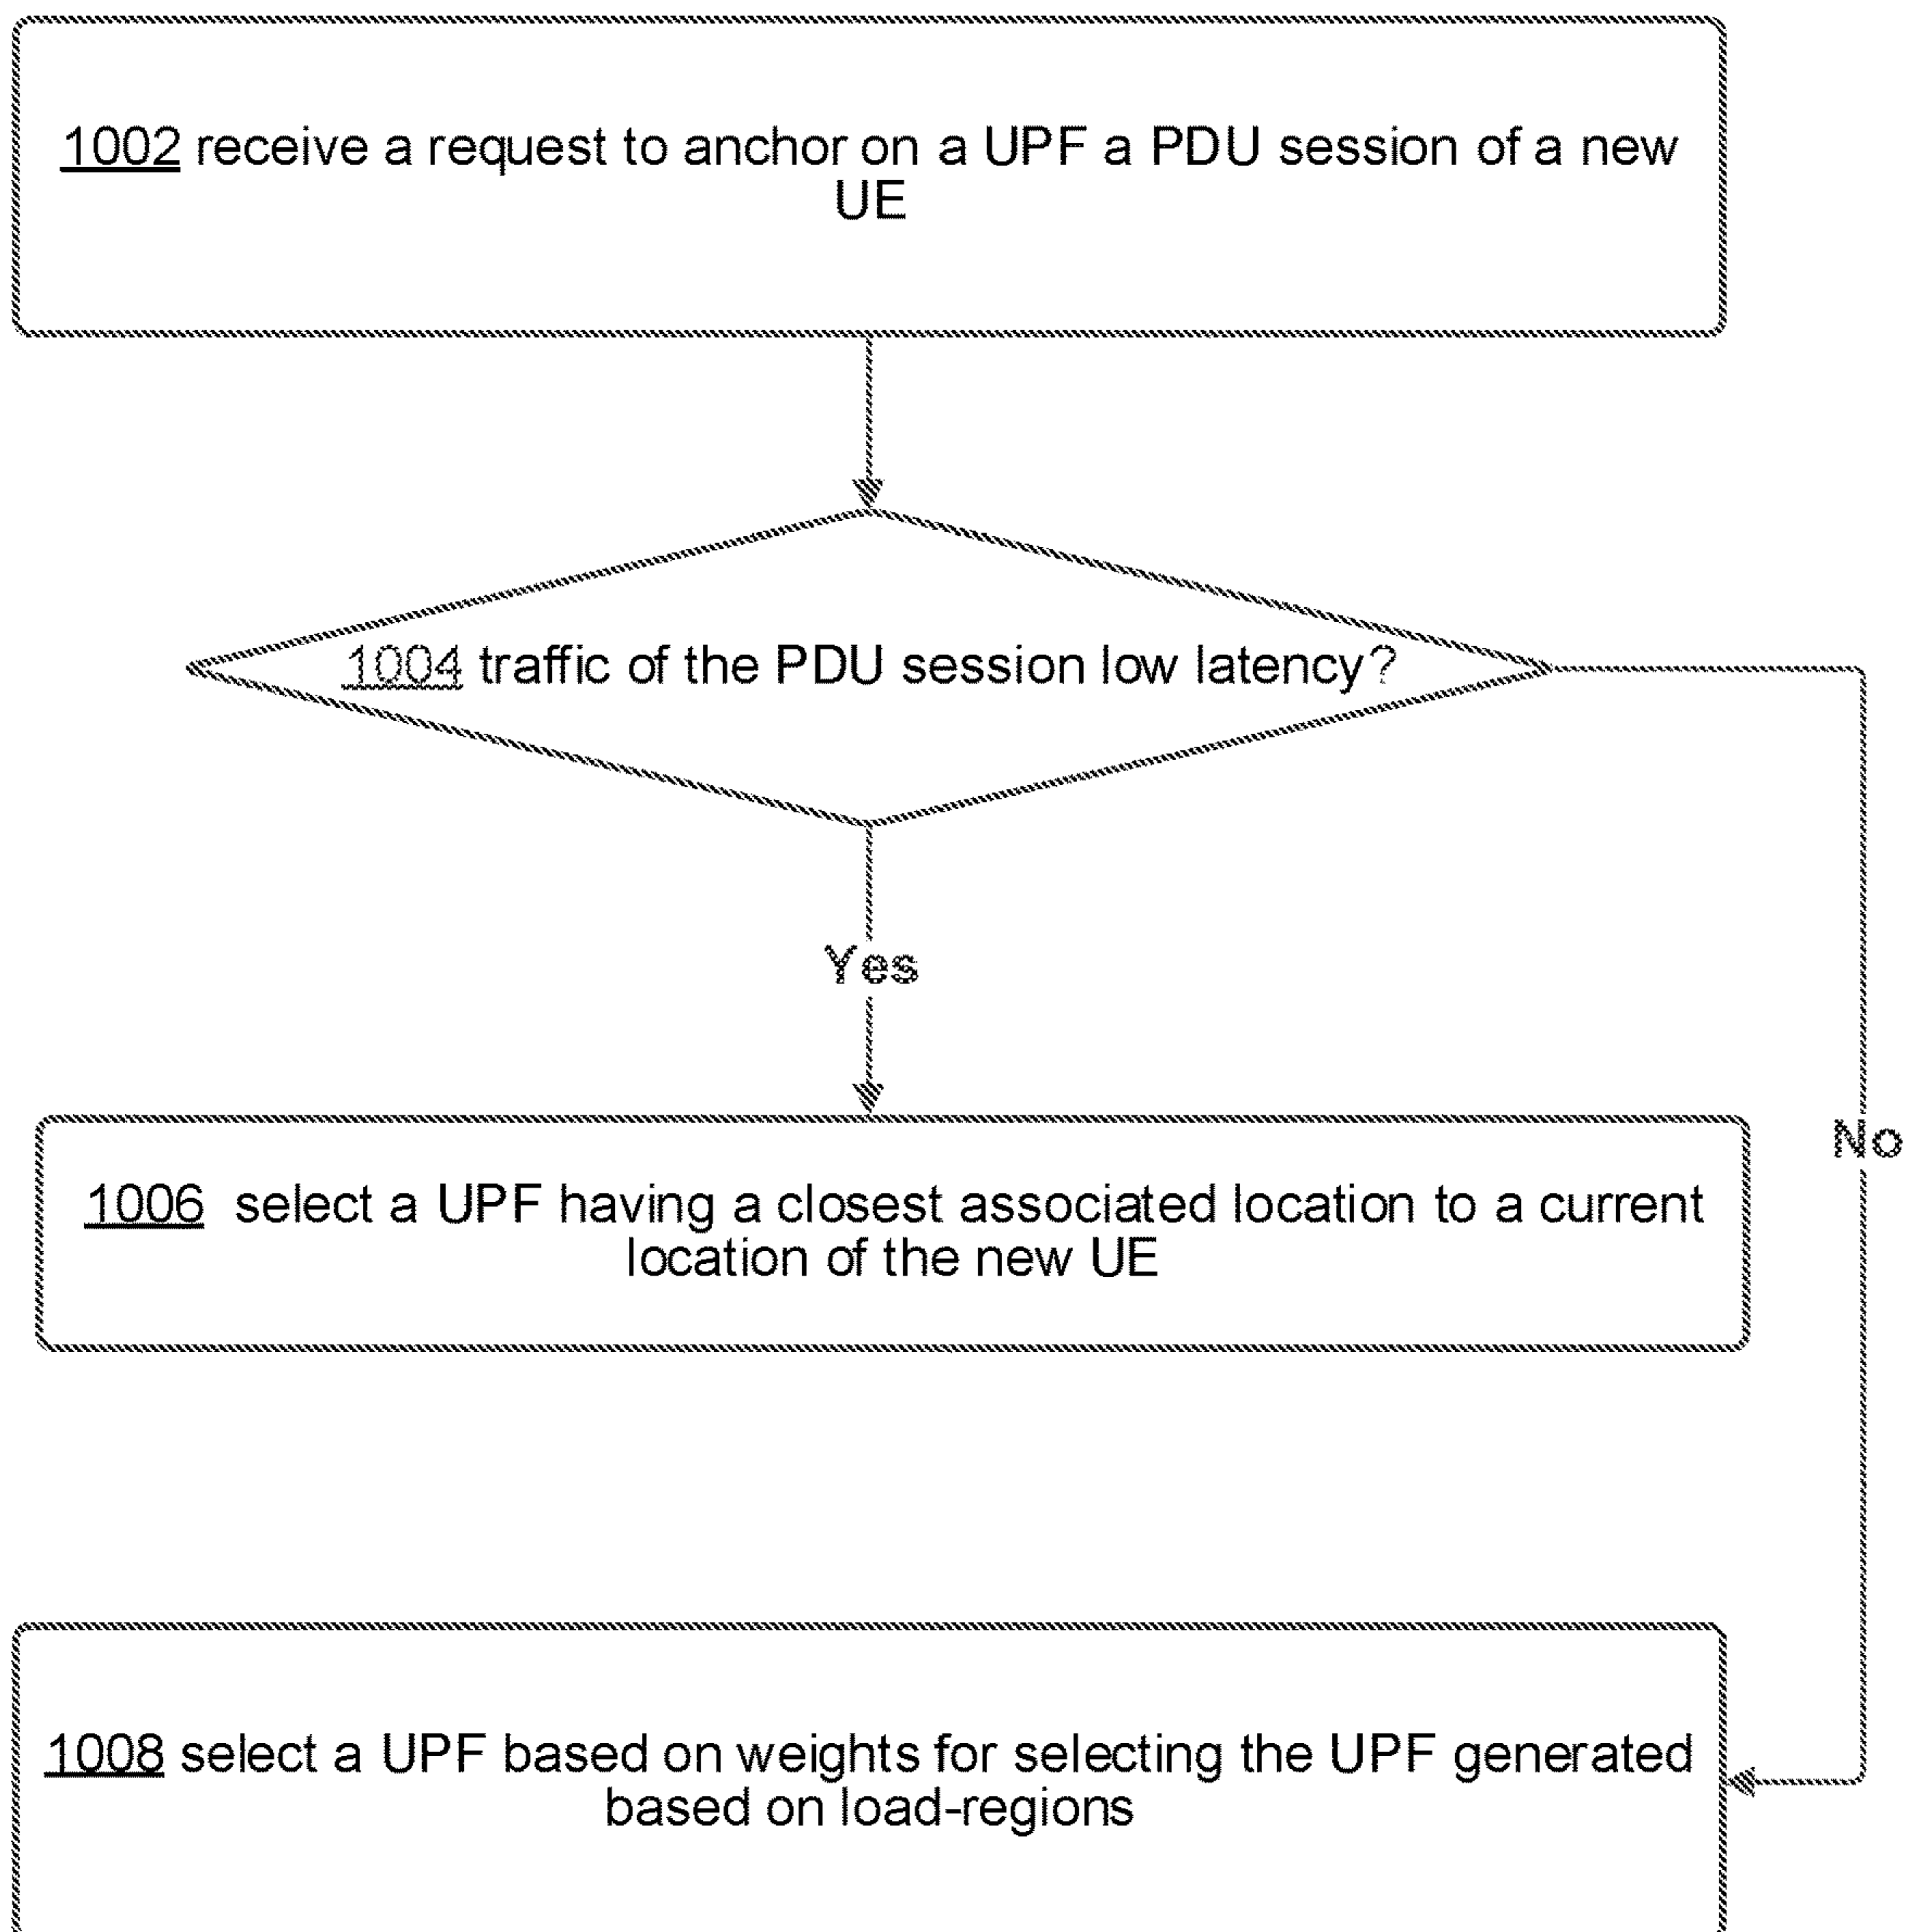 1002 receive a request to anchor on a UPF a PDU session of a new
UE
1004 traffic of the PDU session low latency?
Yes
No
1006 select a UPF having a closest associated location to a current
location of the new UE
1008 select a UPF based on weights for selecting the UPF generated
based on load-regions